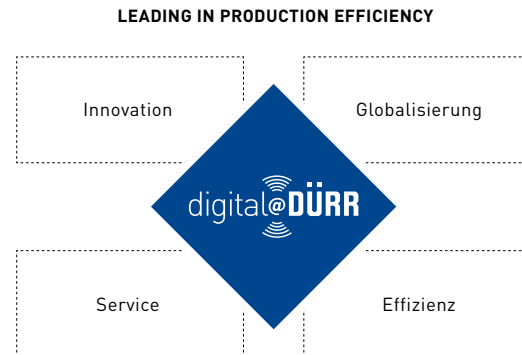 LEADING IN PRODUCTION EFFICIENCY
Innovation
Globalisierung
digital@DÜRR
Service
Effizienz